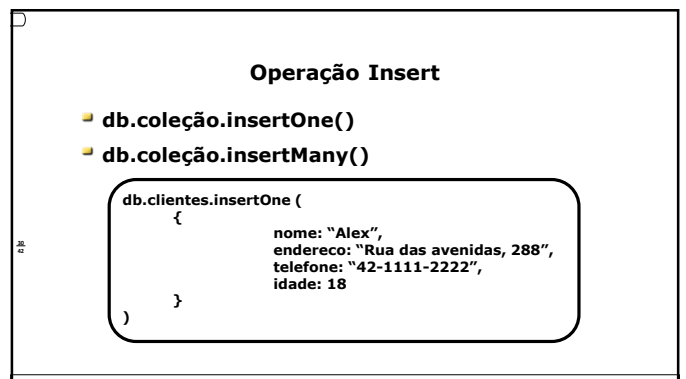 Operação Insert
db.coleção.insertOne()
db.coleção.insertMany()
db.clientes.insertOne (
{
nome: “Alex”,
endereco: “Rua das avenidas, 288”,
telefone: “42-1111-2222”,
idade: 18
}
)
42